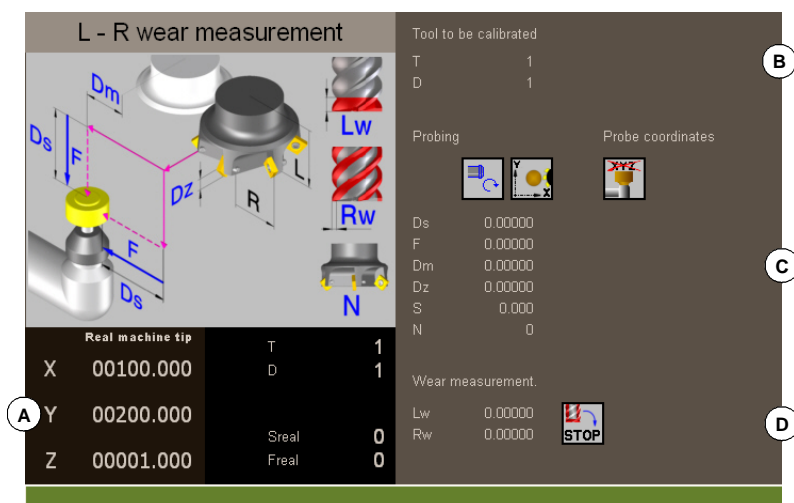 L - R wear measurement
Dm
Ds
F
Dz
L
R
F
Ds
Lw
Rw
N
Real machine tip
X 00100.000
Y 00200.000
Z 00001.000
T 1
D 1
Sreal 0
Freal 0
A
Tool to be calibrated
T 1
D 1
B
Probing Probe coordinates
Y
X
XYZ
Ds 0.00000
F 0.00000
Dm 0.00000
Dz 0.00000
S 0.000
N 0
C
Wear measurement.
Lw 0.00000
Rw 0.00000
STOP
D